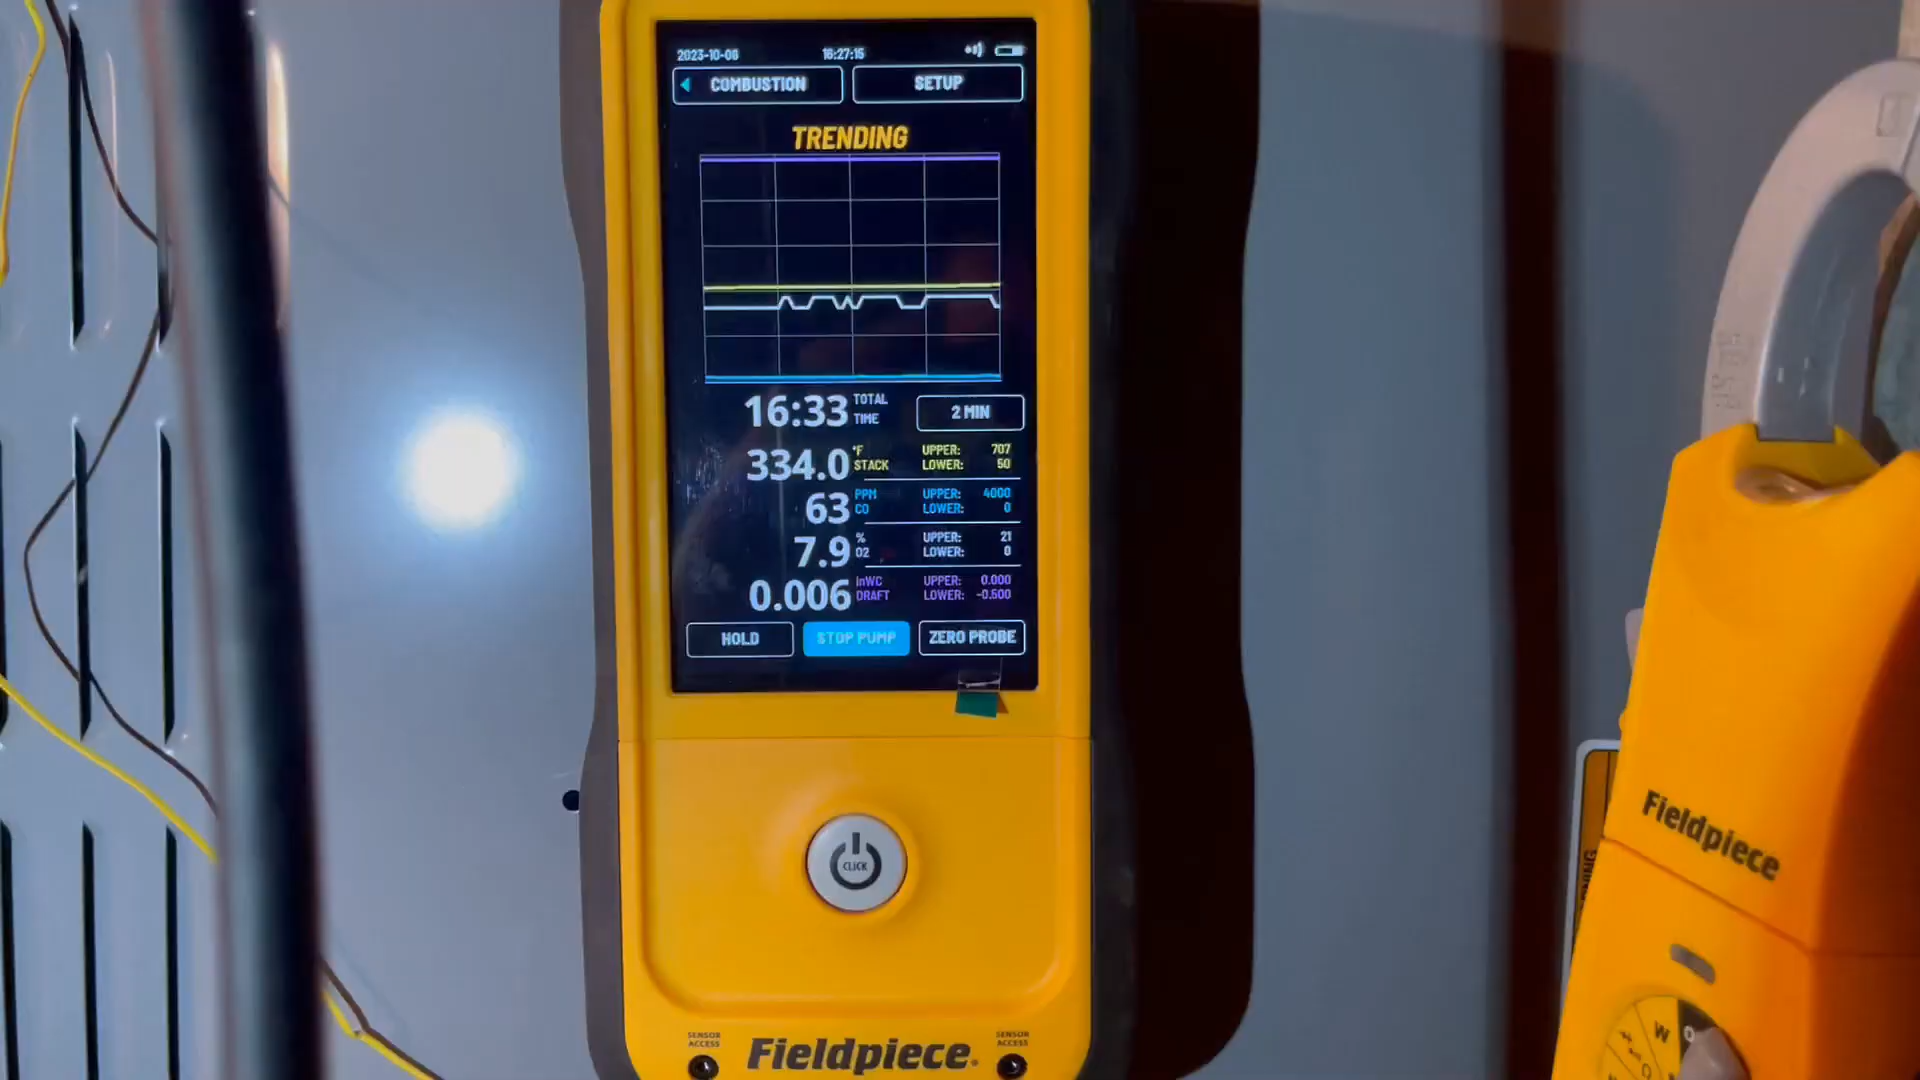 2023-10-06 16:27:15
COMBUSTION SETUP
TRENDING
16:33 TOTAL TIME 2 MIN
334.0 °F STACK UPPER: 707 LOWER: 50
63 PPM CO UPPER: 4000 LOWER: 0
7.9 % O2 UPPER: 21 LOWER: 0
0.006 InWC DRAFT UPPER: 0.000 LOWER: -0.500
HOLD STOP PUMP ZERO PROBE
CLICK
SENSOR ACCESS
SENSOR ACCESS
Fieldpiece
Fieldpiece
W